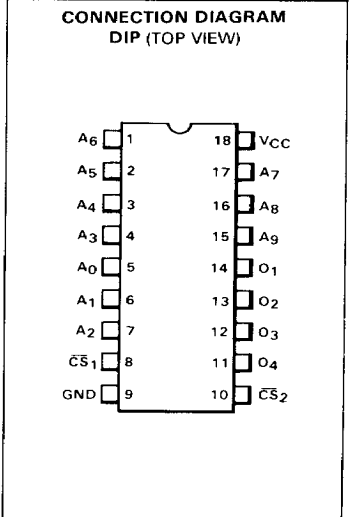 CONNECTION DIAGRAM
DIP (TOP VIEW)
A6 1 18 VCC
A5 2 17 A7
A4 3 16 A8
A3 4 15 A9
A0 5 14 O1
A1 6 13 O2
A2 7 12 O3
C̅S̅1 8 11 O4
GND 9 10 C̅S̅2